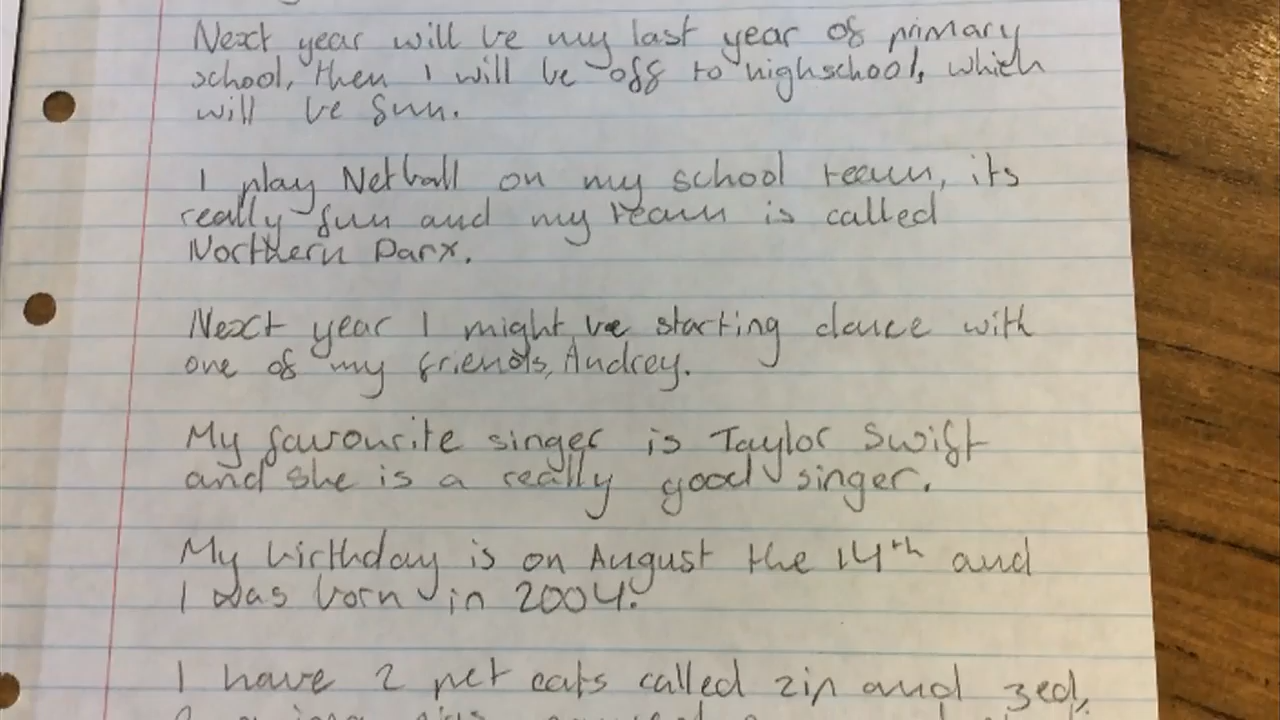 Next year will be my last year of primary
school, then I will be off to highschool, which
will be fun.
I play Netball on my school team, its
really fun and my team is called
Northern Parx.
Next year I might be starting dance with
one of my friends, Audrey.
My favourite singer is Taylor Swift
and she is a really good singer.
My birthday is on August the 14th and
I was born in 2004.
I have 2 pet cats called zip and zed,